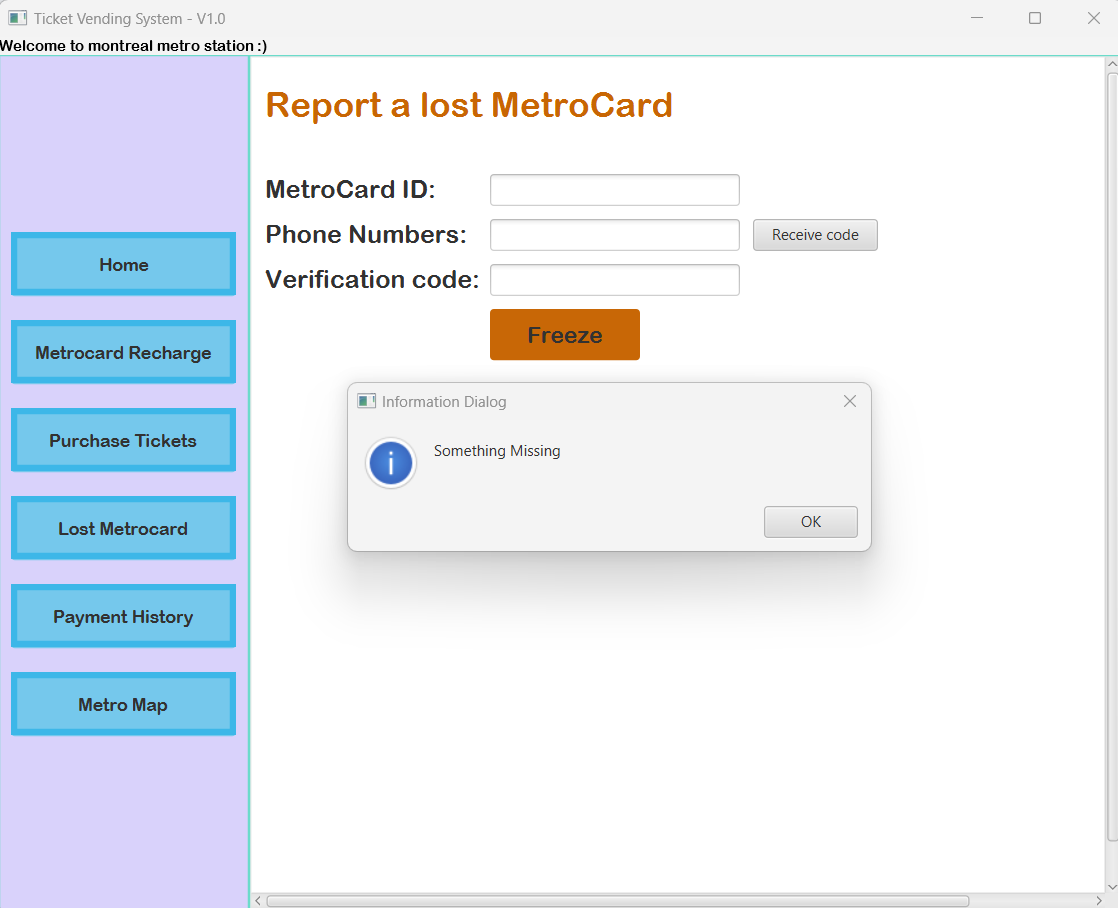 Ticket Vending System - V1.0
Welcome to montreal metro station :)
Home
Metrocard Recharge
Purchase Tickets
Lost Metrocard
Payment History
Metro Map
Report a lost MetroCard
MetroCard ID:
Phone Numbers:
Receive code
Verification code:
Freeze
Information Dialog
Something Missing
OK